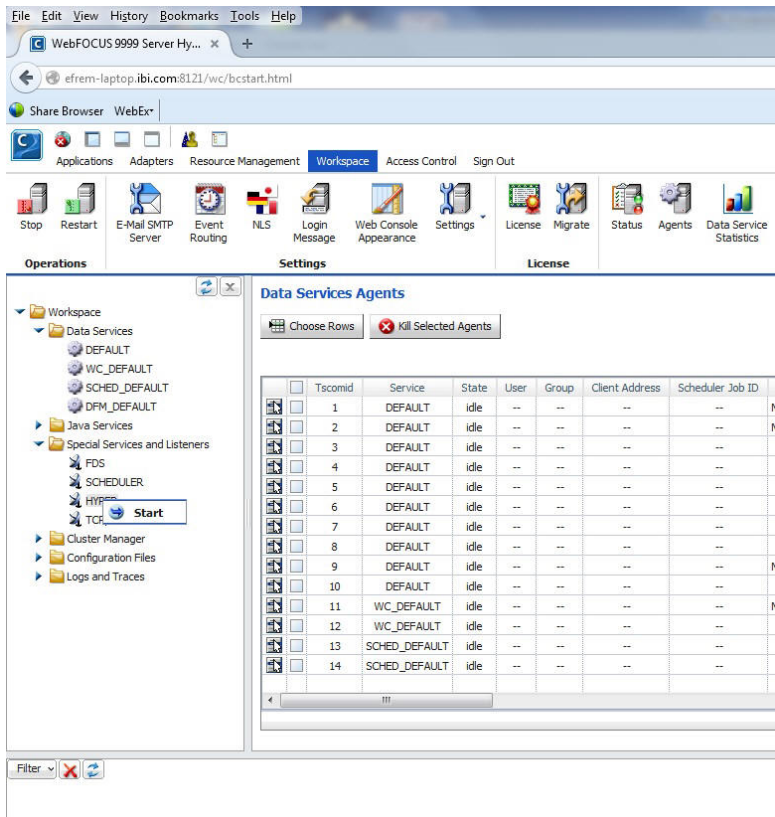 File Edit View History Bookmarks Tools Help
WebFOCUS 9999 Server Hy... × +
efrem-laptop.ibi.com:8121/wc/bcstart.html
Share Browser WebEx
Applications Adapters Resource Management Workspace Access Control Sign Out
Stop Restart E-Mail SMTP Server Event Routing NLS Login Message Web Console Appearance Settings License Migrate Status Agents Data Service Statistics
Operations Settings License
Workspace
Data Services
DEFAULT
WC_DEFAULT
SCHED_DEFAULT
DFM_DEFAULT
Java Services
Special Services and Listeners
FDS
SCHEDULER
HYPER
Start
TCP
Cluster Manager
Configuration Files
Logs and Traces
Data Services Agents
Choose Rows Kill Selected Agents
Tscomid Service State User Group Client Address Scheduler Job ID
1 DEFAULT idle -- -- -- --
2 DEFAULT idle -- -- -- --
3 DEFAULT idle -- -- -- --
4 DEFAULT idle -- -- -- --
5 DEFAULT idle -- -- -- --
6 DEFAULT idle -- -- -- --
7 DEFAULT idle -- -- -- --
8 DEFAULT idle -- -- -- --
9 DEFAULT idle -- -- -- --
10 DEFAULT idle -- -- -- --
11 WC_DEFAULT idle -- -- -- --
12 WC_DEFAULT idle -- -- -- --
13 SCHED_DEFAULT idle -- -- -- --
14 SCHED_DEFAULT idle -- -- -- --
Filter